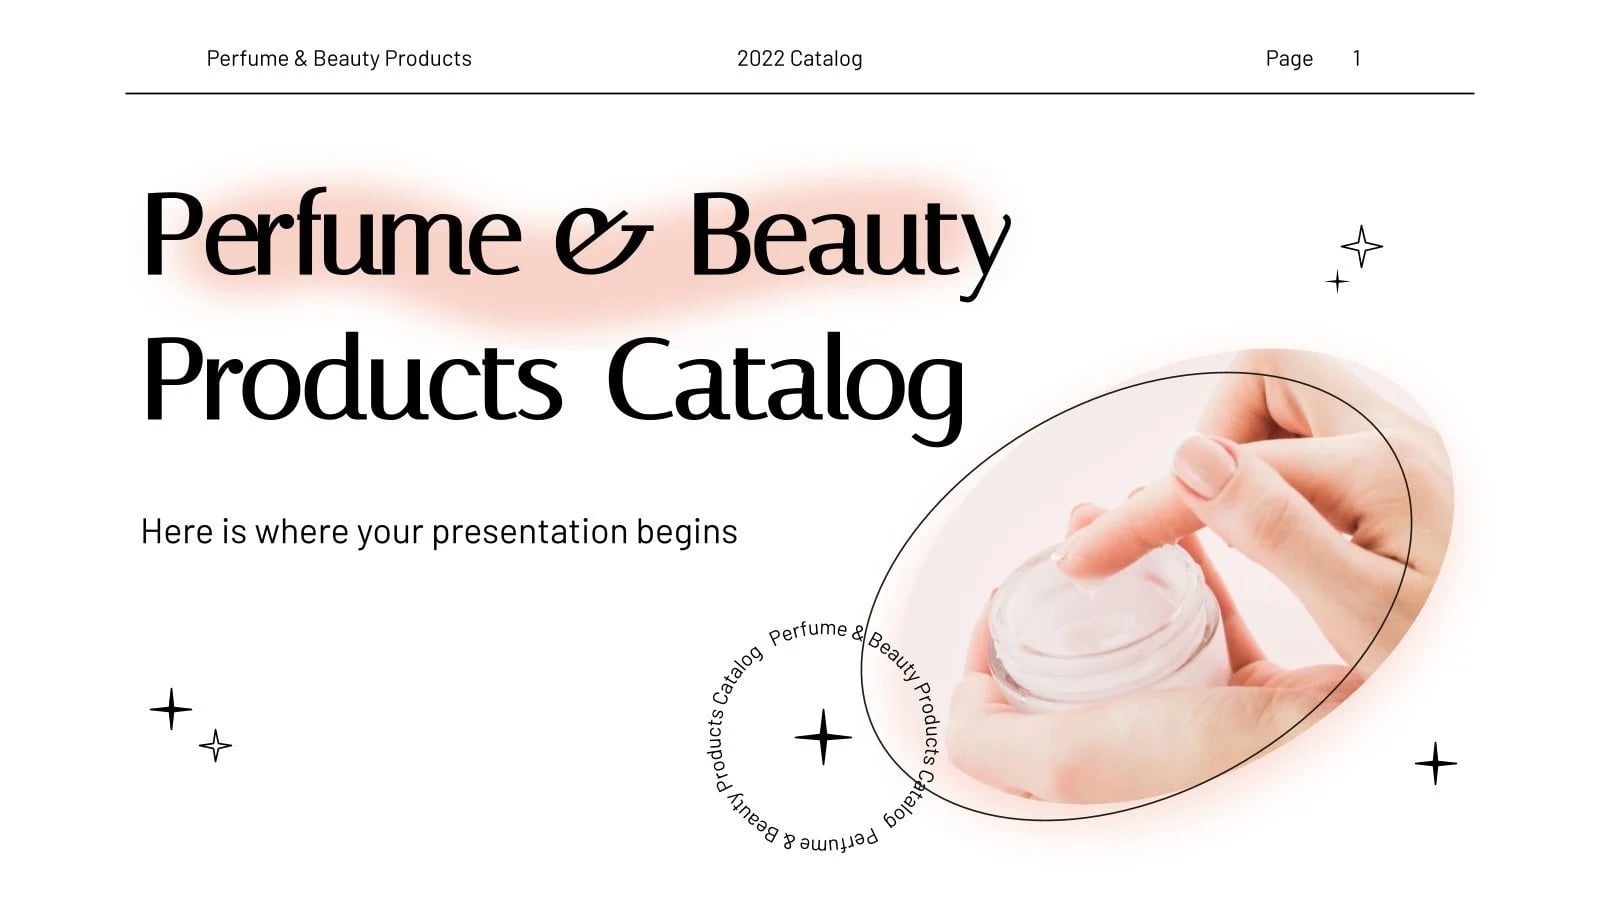 Perfume & Beauty Products
2022 Catalog
Page 1
Perfume & Beauty
Products Catalog
Here is where your presentation begins
Perfume & Beauty Products Catalog Perfume & Beauty Products Catalog